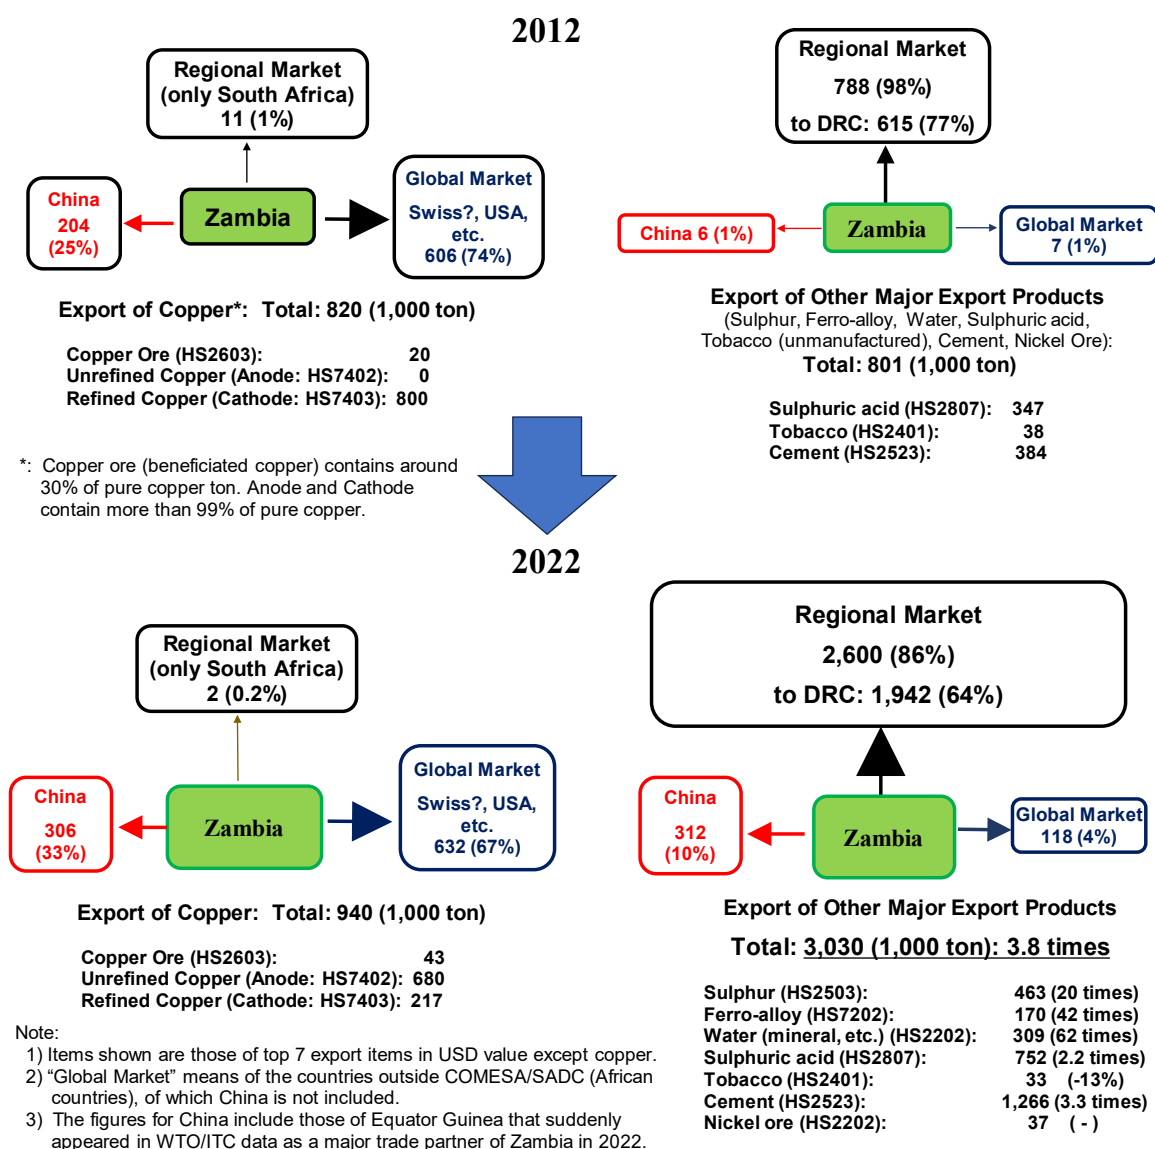 2012
Regional Market
(only South Africa)
11 (1%)
China
204
(25%)
Zambia
Global Market
Swiss?, USA,
etc.
606 (74%)
Export of Copper*:  Total: 820 (1,000 ton)
Copper Ore (HS2603): 20
Unrefined Copper (Anode: HS7402): 0
Refined Copper (Cathode: HS7403): 800
*: Copper ore (beneficiated copper) contains around
30% of pure copper ton. Anode and Cathode
contain more than 99% of pure copper.
Regional Market
788 (98%)
to DRC: 615 (77%)
China 6 (1%)
Zambia
Global Market
7 (1%)
Export of Other Major Export Products
(Sulphur, Ferro-alloy, Water, Sulphuric acid,
Tobacco (unmanufactured), Cement, Nickel Ore):
Total: 801 (1,000 ton)
Sulphuric acid (HS2807): 347
Tobacco (HS2401): 38
Cement (HS2523): 384
2022
Regional Market
(only South Africa)
2 (0.2%)
China
306
(33%)
Zambia
Global Market
Swiss?, USA,
etc.
632 (67%)
Export of Copper: Total: 940 (1,000 ton)
Copper Ore (HS2603): 43
Unrefined Copper (Anode: HS7402): 680
Refined Copper (Cathode: HS7403): 217
Note:
1) Items shown are those of top 7 export items in USD value except copper.
2) “Global Market” means of the countries outside COMESA/SADC (African
countries), of which China is not included.
3) The figures for China include those of Equator Guinea that suddenly
appeared in WTO/ITC data as a major trade partner of Zambia in 2022.
Regional Market
2,600 (86%)
to DRC: 1,942 (64%)
China
312
(10%)
Zambia
Global Market
118 (4%)
Export of Other Major Export Products
Total: 3,030 (1,000 ton): 3.8 times
Sulphur (HS2503): 463 (20 times)
Ferro-alloy (HS7202): 170 (42 times)
Water (mineral, etc.) (HS2202): 309 (62 times)
Sulphuric acid (HS2807): 752 (2.2 times)
Tobacco (HS2401): 33 (-13%)
Cement (HS2523): 1,266 (3.3 times)
Nickel ore (HS2202): 37 ( - )